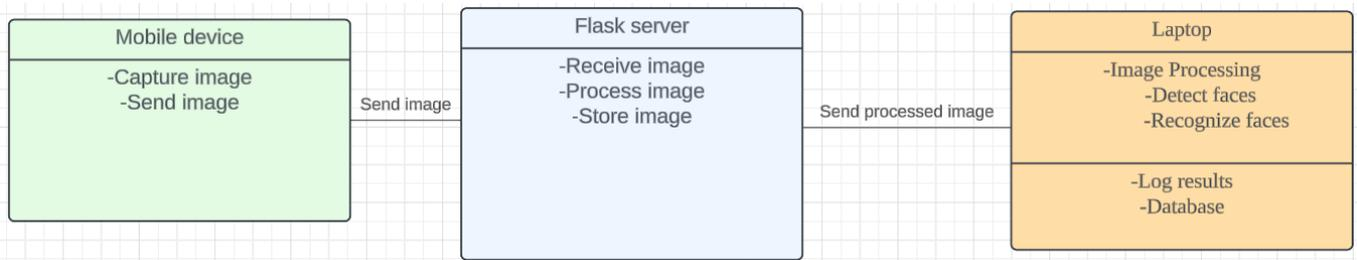 Mobile device
-Capture image
-Send image
Send image
Flask server
-Receive image
-Process image
-Store image
Send processed image
Laptop
-Image Processing
-Detect faces
-Recognize faces
-Log results
-Database